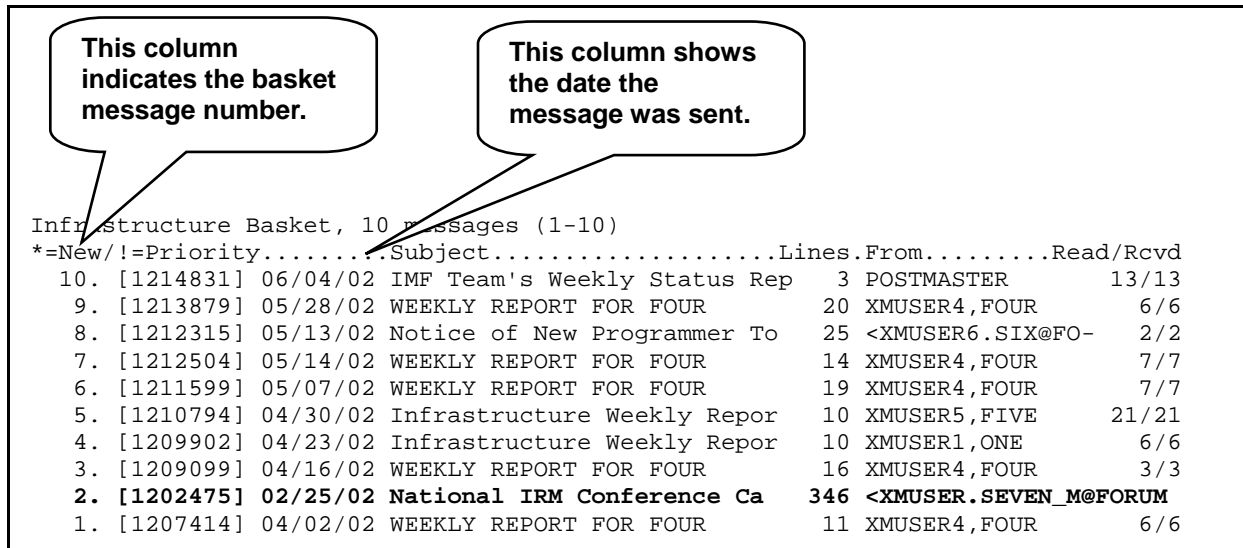 This column
indicates the basket
message number.
This column shows
the date the
message was sent.
Infrastructure Basket, 10 messages (1-10)
*=New/!=Priority.........Subject.....................Lines.From.........Read/Rcvd
10. [1214831] 06/04/02 IMF Team's Weekly Status Rep 3 POSTMASTER 13/13
9. [1213879] 05/28/02 WEEKLY REPORT FOR FOUR 20 XMUSER4,FOUR 6/6
8. [1212315] 05/13/02 Notice of New Programmer To 25 <XMUSER6.SIX@FO- 2/2
7. [1212504] 05/14/02 WEEKLY REPORT FOR FOUR 14 XMUSER4,FOUR 7/7
6. [1211599] 05/07/02 WEEKLY REPORT FOR FOUR 19 XMUSER4,FOUR 7/7
5. [1210794] 04/30/02 Infrastructure Weekly Repor 10 XMUSER5,FIVE 21/21
4. [1209902] 04/23/02 Infrastructure Weekly Repor 10 XMUSER1,ONE 6/6
3. [1209099] 04/16/02 WEEKLY REPORT FOR FOUR 16 XMUSER4,FOUR 3/3
2. [1202475] 02/25/02 National IRM Conference Ca 346 <XMUSER.SEVEN_M@FORUM
1. [1207414] 04/02/02 WEEKLY REPORT FOR FOUR 11 XMUSER4,FOUR 6/6